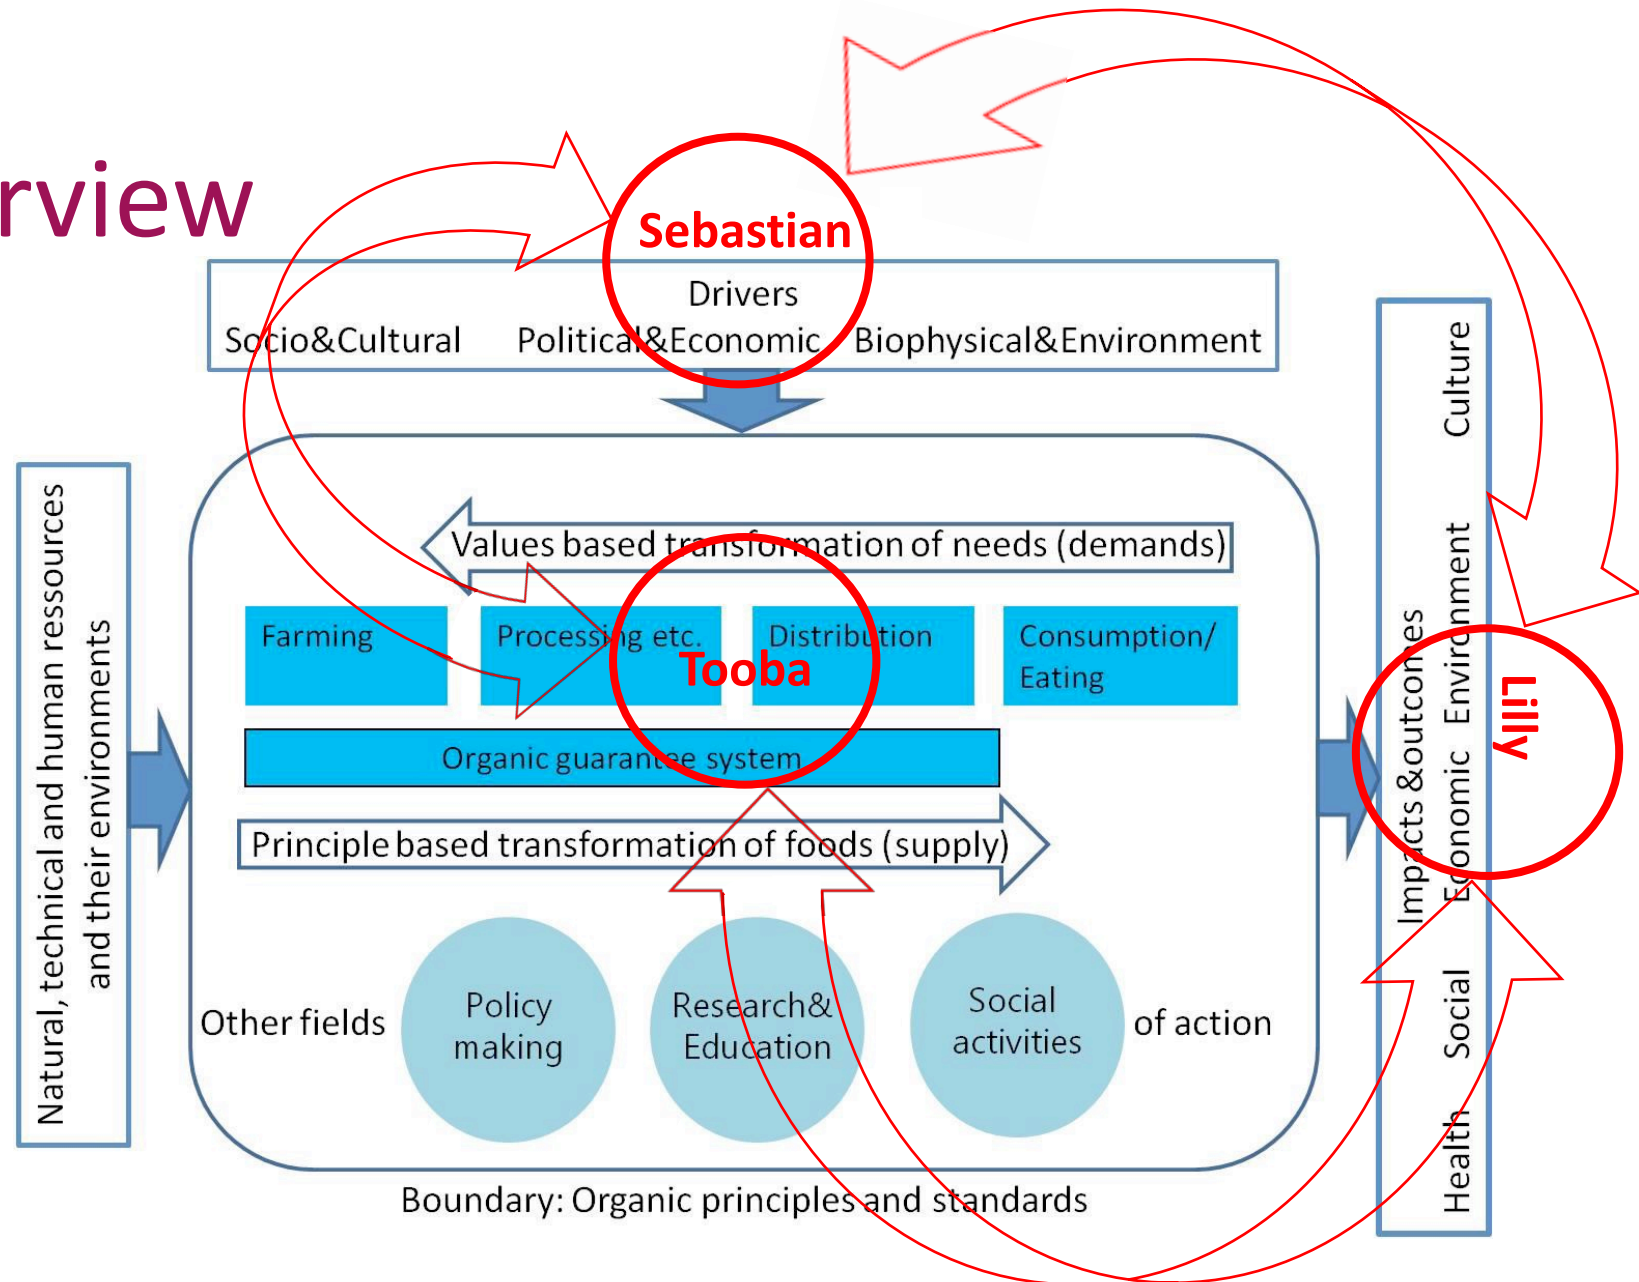 rview
Sebastian
Drivers
Socio&Cultural Political&Economic Biophysical&Environment
Natural, technical and human ressources
and their environments
Values based transformation of needs (demands)
Farming
Processing etc.
Distribution
Consumption/
Eating
Tooba
Organic guarantee system
Principle based transformation of foods (supply)
Other fields
Policy
making
Research&
Education
Social
activities
of action
Boundary: Organic principles and standards
Impacts &outcomes
Health Social Economic Environment Culture
Lilly